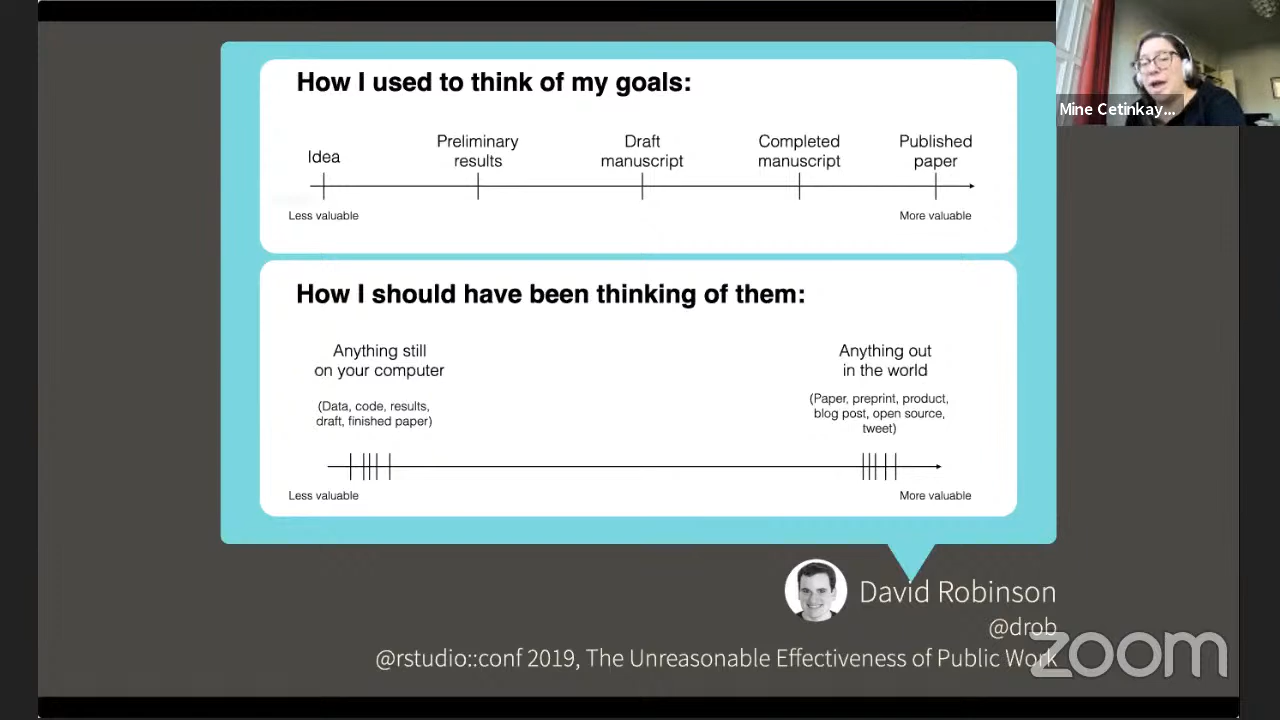 How I used to think of my goals:
Idea
Preliminary
results
Draft
manuscript
Completed
manuscript
Published
paper
Less valuable
More valuable
How I should have been thinking of them:
Anything still
on your computer
(Data, code, results,
draft, finished paper)
Anything out
in the world
(Paper, preprint, product,
blog post, open source,
tweet)
Less valuable
More valuable
David Robinson
@drob
@rstudio::conf 2019, The Unreasonable Effectiveness of Public Work
zoom
Mine Cetinkay...